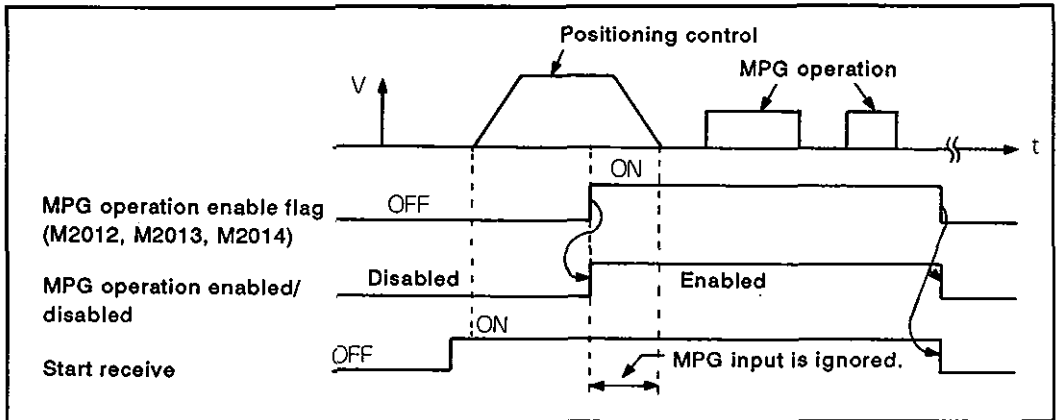 Positioning control
MPG operation
V
t
ON
MPG operation enable flag
(M2012, M2013, M2014)
OFF
MPG operation enabled/
disabled
Disabled
Enabled
ON
Start receive
OFF
MPG input is ignored.